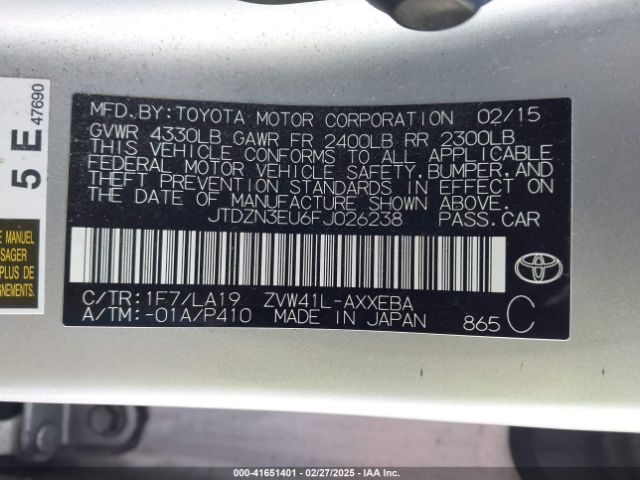 MFD.BY:TOYOTA MOTOR CORPORATION 02/15
GVWR 4330LB GAWR FR 2400LB RR 2300LB
THIS VEHICLE CONFORMS TO ALL APPLICABLE
FEDERAL MOTOR VEHICLE SAFETY,BUMPER,AND
THEFT PREVENTION STANDARDS IN EFFECT ON
THE DATE OF MANUFACTURE SHOWN ABOVE.
JTDZN3EU6FJ026238 PASS.CAR
C/TR:1F7/LA19 ZVW41L-AXXEBA
A/TM:-01A/P410 MADE IN JAPAN 865 C
TOYOTA
5 E
47690
E MANUEL
SAGER
PLUS DE
GNEMENTS
000-41651401 | 02/27/2025 | IAA Inc.